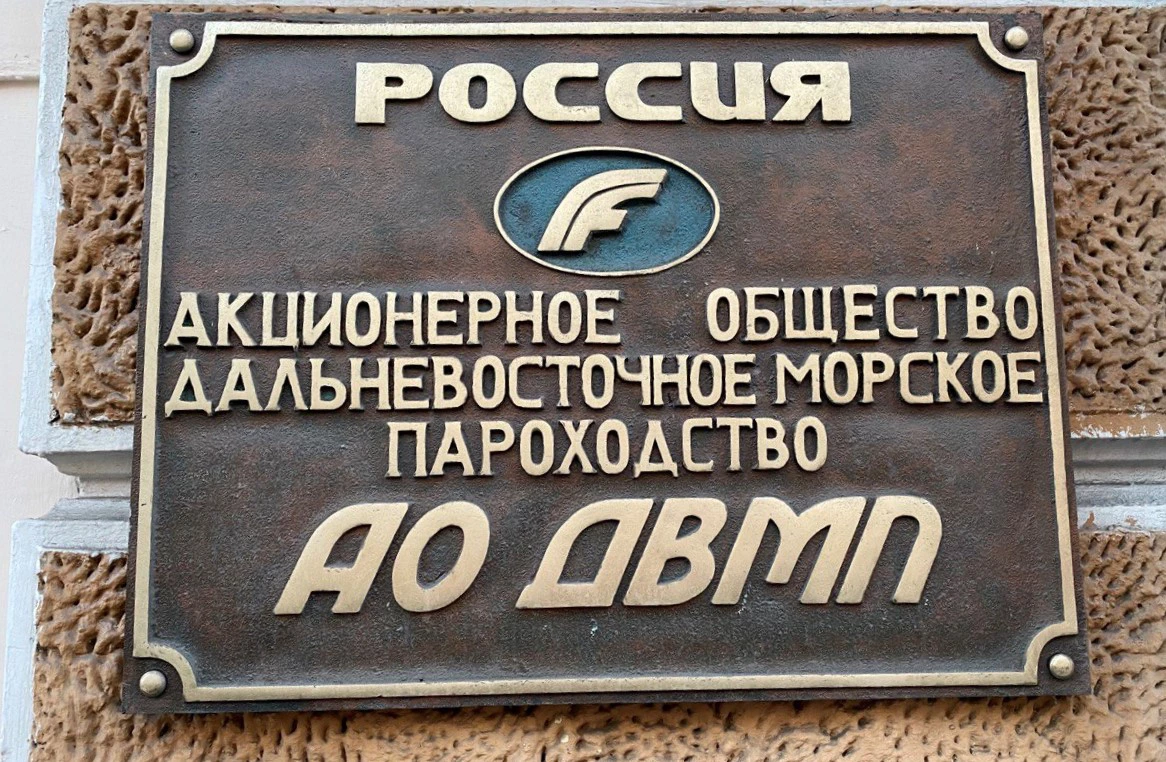 РОССИЯ
F
АКЦИОНЕРНОЕ ОБЩЕСТВО
ДАЛЬНЕВОСТОЧНОЕ МОРСКОЕ
ПАРОХОДСТВО
АО ДВМП